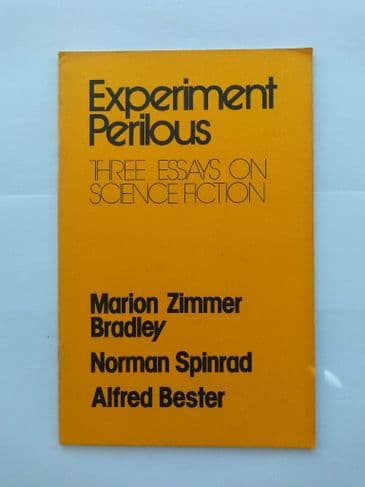 Experiment
Perilous
THREE ESSAYS ON
SCIENCE FICTION
Marion Zimmer
Bradley
Norman Spinrad
Alfred Bester